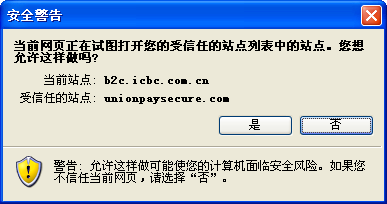 安全警告
当前网页正在试图打开您的受信任的站点列表中的站点。您想
允许这样做吗?
当前站点: b2c.icbc.com.cn
受信任的站点: unionpaysecure.com
是
否
警告: 允许这样做可能使您的计算机面临安全风险。如果您
不信任当前网页,请选择“否”。